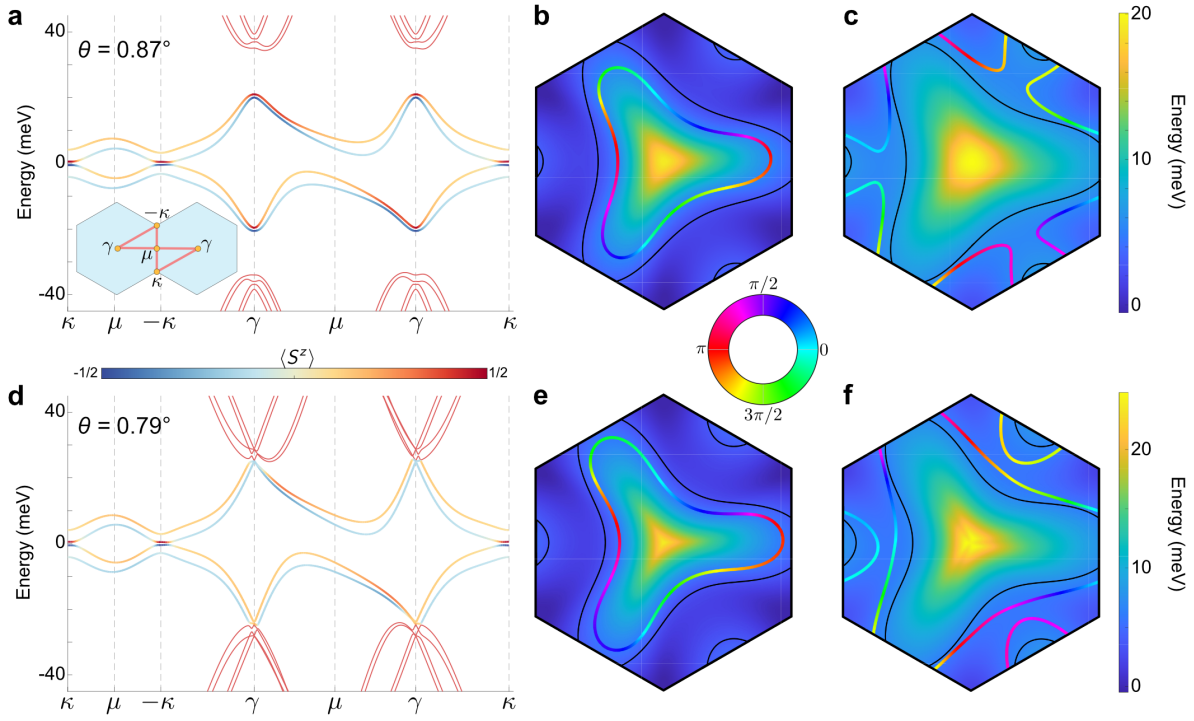 a
θ = 0.87°
Energy (meV)
40
0
-40
−κ
γ
μ
γ
κ
κ
μ
−κ
γ
μ
γ
κ
b
c
Energy (meV)
20
10
0
π/2
π
0
3π/2
⟨S^z⟩
-1/2
1/2
d
θ = 0.79°
Energy (meV)
40
0
-40
κ
μ
−κ
γ
μ
γ
κ
e
f
Energy (meV)
20
10
0